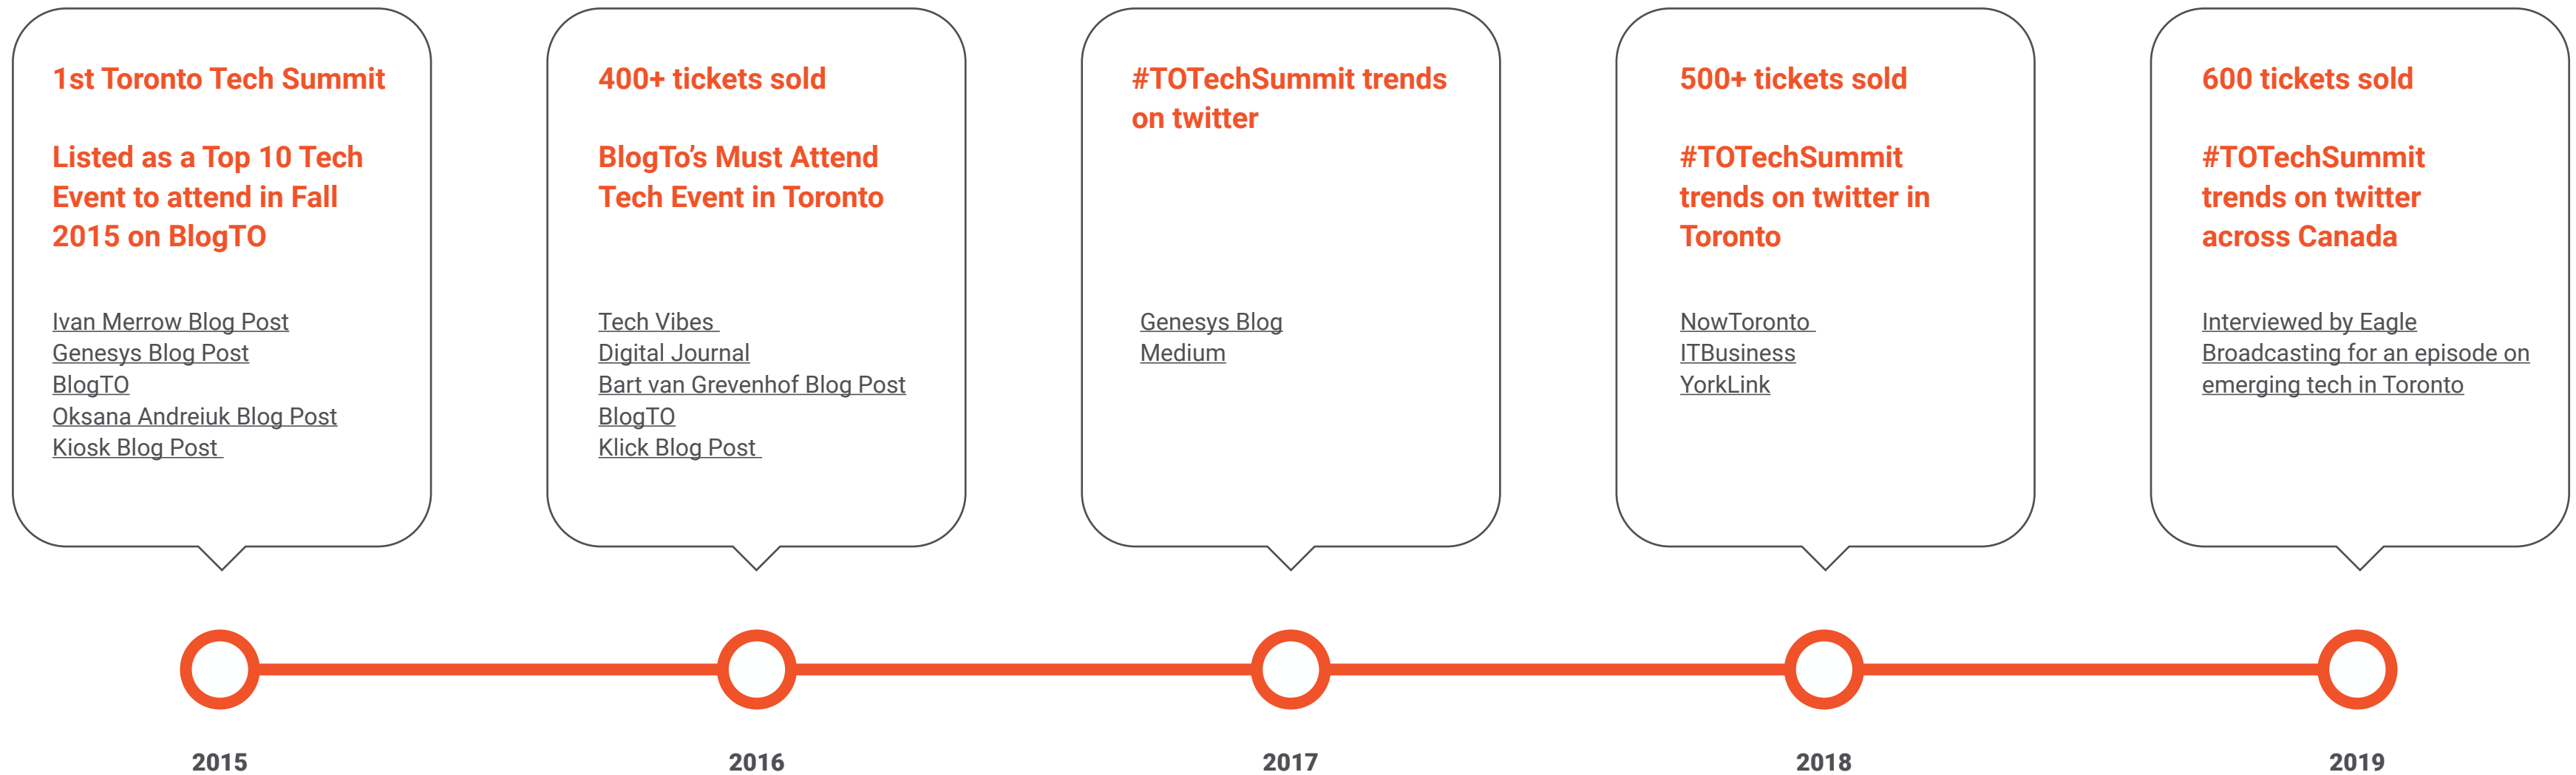 1st Toronto Tech Summit
Listed as a Top 10 Tech
Event to attend in Fall
2015 on BlogTO
Ivan Merrow Blog Post
Genesys Blog Post
BlogTO
Oksana Andreiuk Blog Post
Kiosk Blog Post
400+ tickets sold
BlogTo’s Must Attend
Tech Event in Toronto
Tech Vibes
Digital Journal
Bart van Grevenhof Blog Post
BlogTO
Klick Blog Post
#TOTechSummit trends
on twitter
Genesys Blog
Medium
500+ tickets sold
#TOTechSummit
trends on twitter in
Toronto
NowToronto
ITBusiness
YorkLink
600 tickets sold
#TOTechSummit
trends on twitter
across Canada
Interviewed by Eagle
Broadcasting for an episode on
emerging tech in Toronto
2015
2016
2017
2018
2019